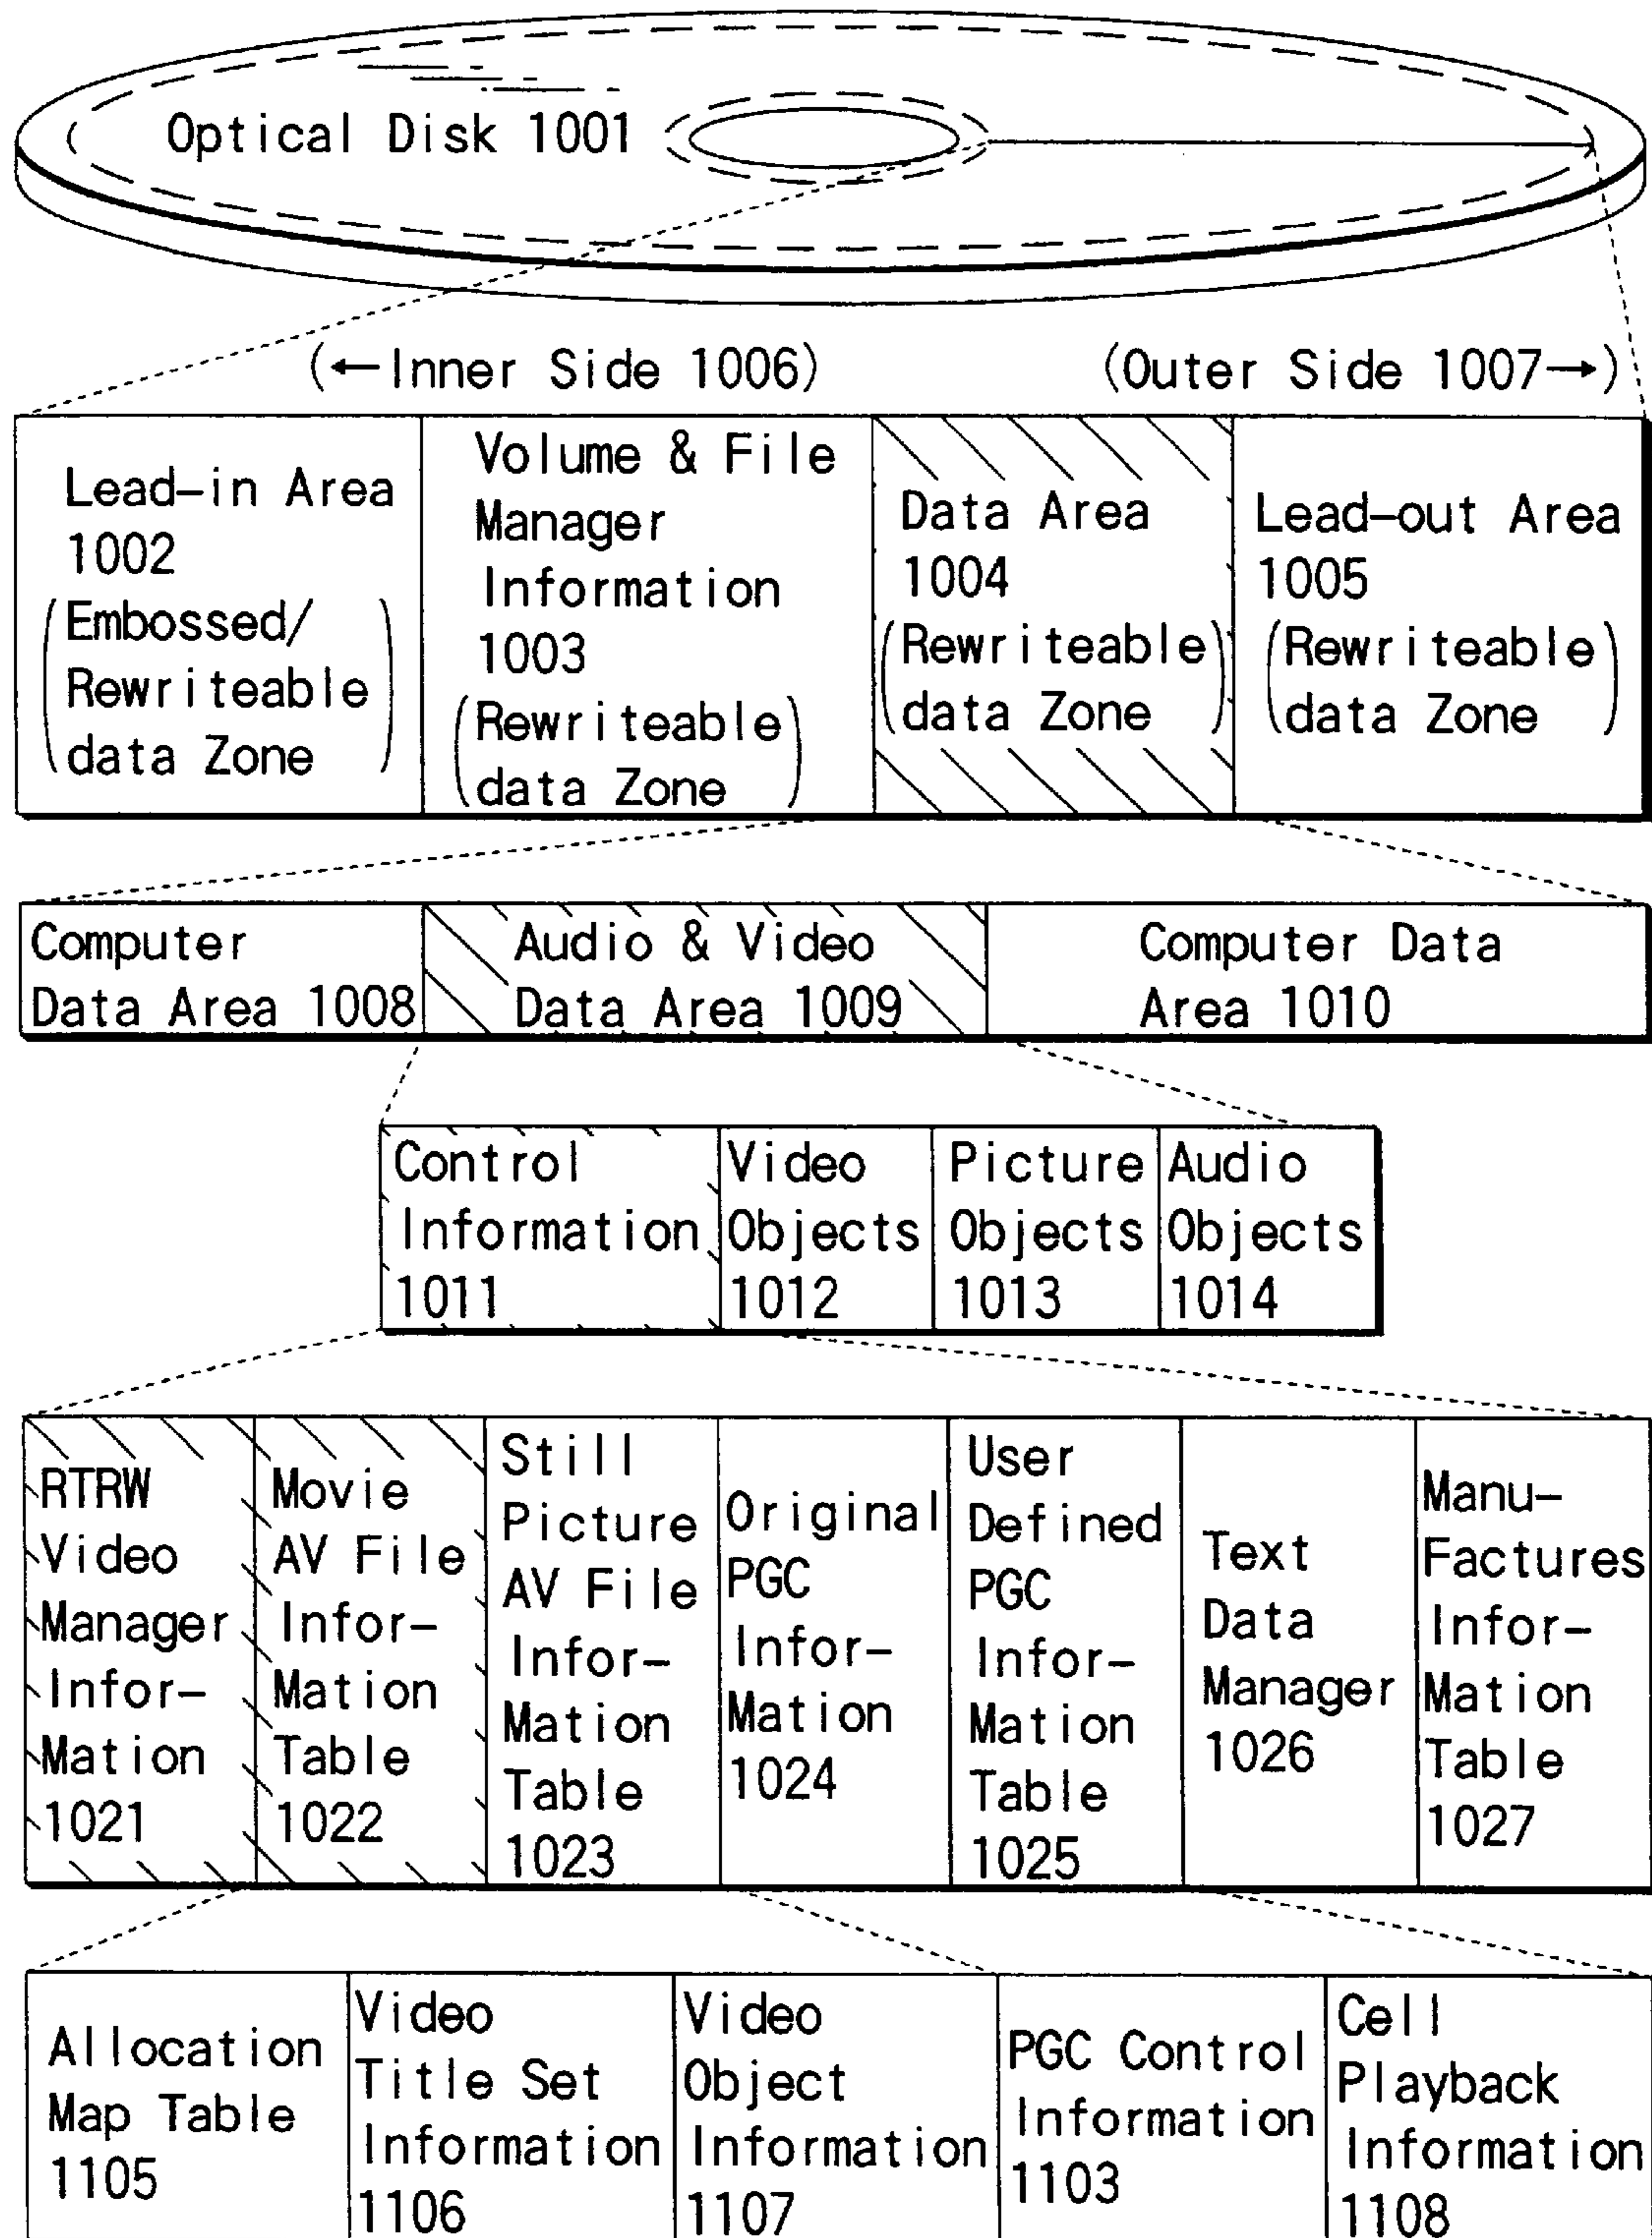 Optical Disk 1001
(←Inner Side 1006)
(Outer Side 1007→)
Lead-in Area
1002
(Embossed/
Rewriteable
data Zone)
Volume & File
Manager
Information
1003
(Rewriteable
data Zone)
Data Area
1004
(Rewriteable
data Zone)
Lead-out Area
1005
(Rewriteable
data Zone)
Computer
Data Area 1008
Audio & Video
Data Area 1009
Computer Data
Area 1010
Control
Information
1011
Video
Objects
1012
Picture
Objects
1013
Audio
Objects
1014
RTRW
Video
Manager
Infor-
Mation
1021
Movie
AV File
Infor-
Mation
Table
1022
Still
Picture
AV File
Infor-
Mation
Table
1023
Original
PGC
Infor-
Mation
1024
User
Defined
PGC
Infor-
Mation
Table
1025
Text
Data
Manager
1026
Manu-
Factures
Infor-
Mation
Table
1027
Allocation
Map Table
1105
Video
Title Set
Information
1106
Video
Object
Information
1107
PGC Control
Information
1103
Cell
Playback
Information
1108